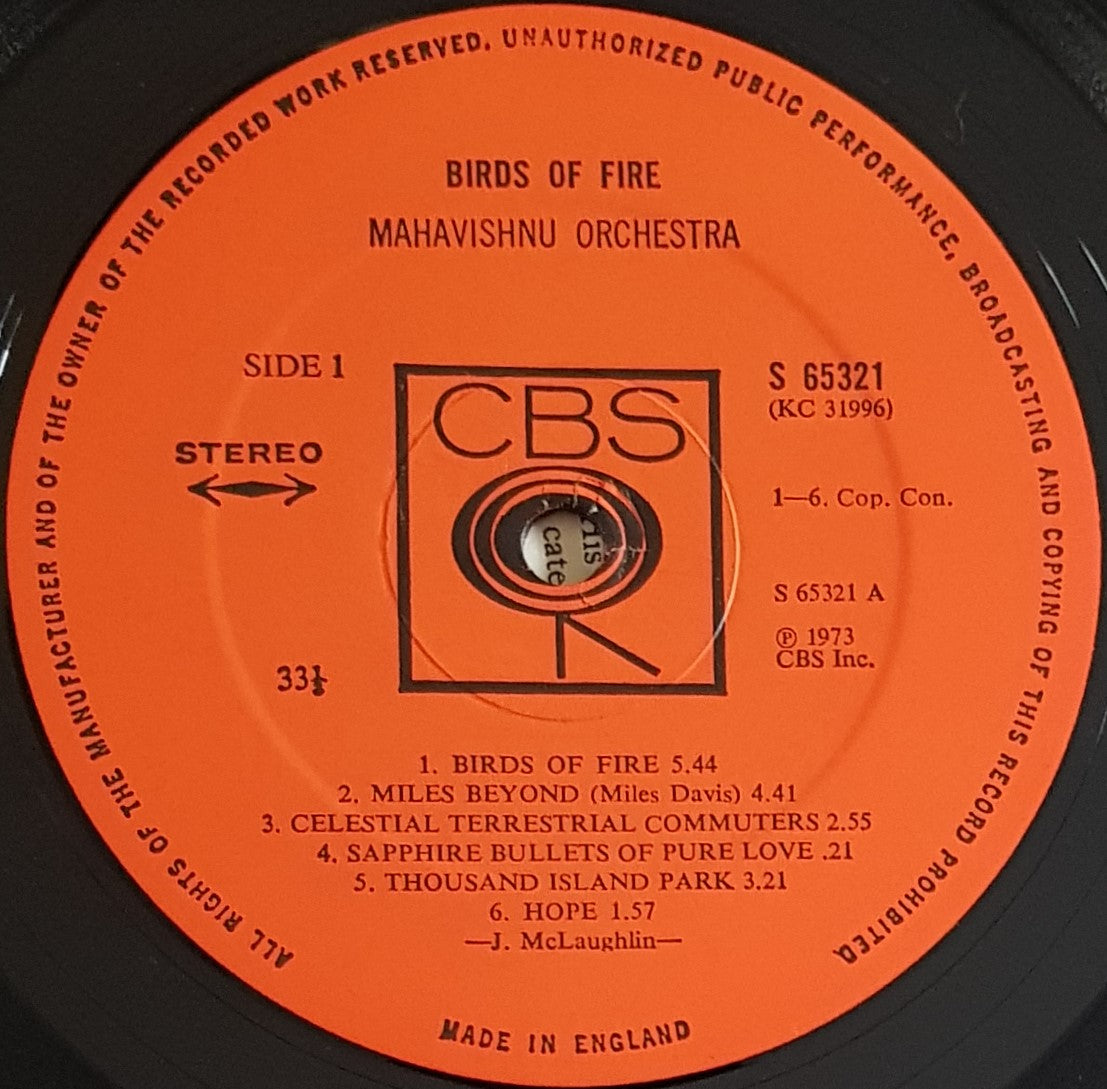 ALL RIGHTS OF THE MANUFACTURER AND OF THE OWNER OF THE RECORDED WORK RESERVED. UNAUTHORIZED PUBLIC PERFORMANCE, BROADCASTING AND COPYING OF THIS RECORD PROHIBITED.
BIRDS OF FIRE
MAHAVISHNU ORCHESTRA
SIDE 1
STEREO
33⅓
CBS
S 65321
(KC 31996)
1—6. Cop. Con.
S 65321 A
℗ 1973
CBS Inc.
1. BIRDS OF FIRE 5.44
2. MILES BEYOND (Miles Davis) 4.41
3. CELESTIAL TERRESTRIAL COMMUTERS 2.55
4. SAPPHIRE BULLETS OF PURE LOVE .21
5. THOUSAND ISLAND PARK 3.21
6. HOPE 1.57
—J. McLaughlin—
MADE IN ENGLAND